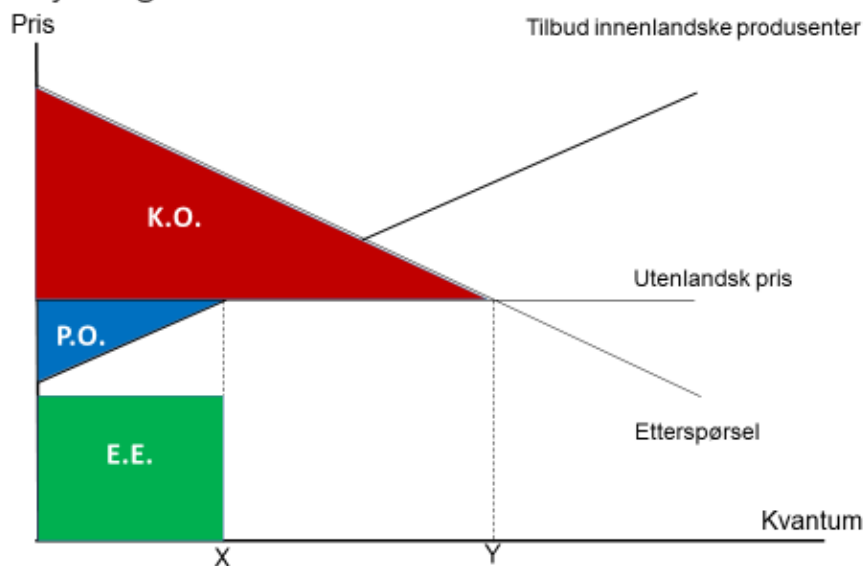 Pris
Tilbud innenlandske produsenter
K.O.
Utenlandsk pris
P.O.
Etterspørsel
E.E.
Kvantum
X
Y